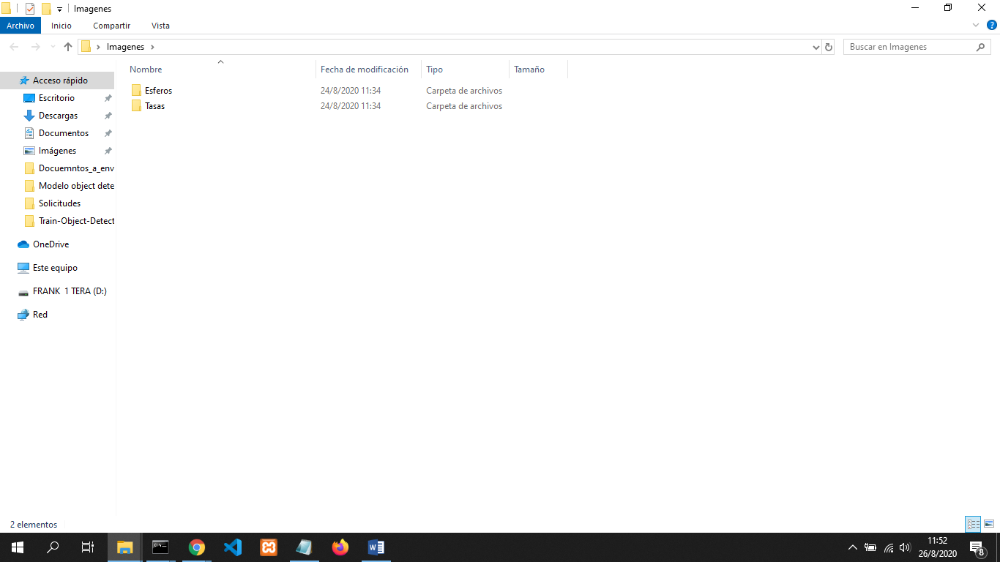 Imagenes
Archivo Inicio Compartir Vista
Imagenes
Buscar en Imagenes
Nombre Fecha de modificación Tipo Tamaño
Esferos 24/8/2020 11:34 Carpeta de archivos
Tasas 24/8/2020 11:34 Carpeta de archivos
Acceso rápido
Escritorio
Descargas
Documentos
Imágenes
Docuemntos_a_env
Modelo object dete
Solicitudes
Train-Object-Detect
OneDrive
Este equipo
FRANK 1 TERA (D:)
Red
2 elementos
11:52
26/8/2020
8